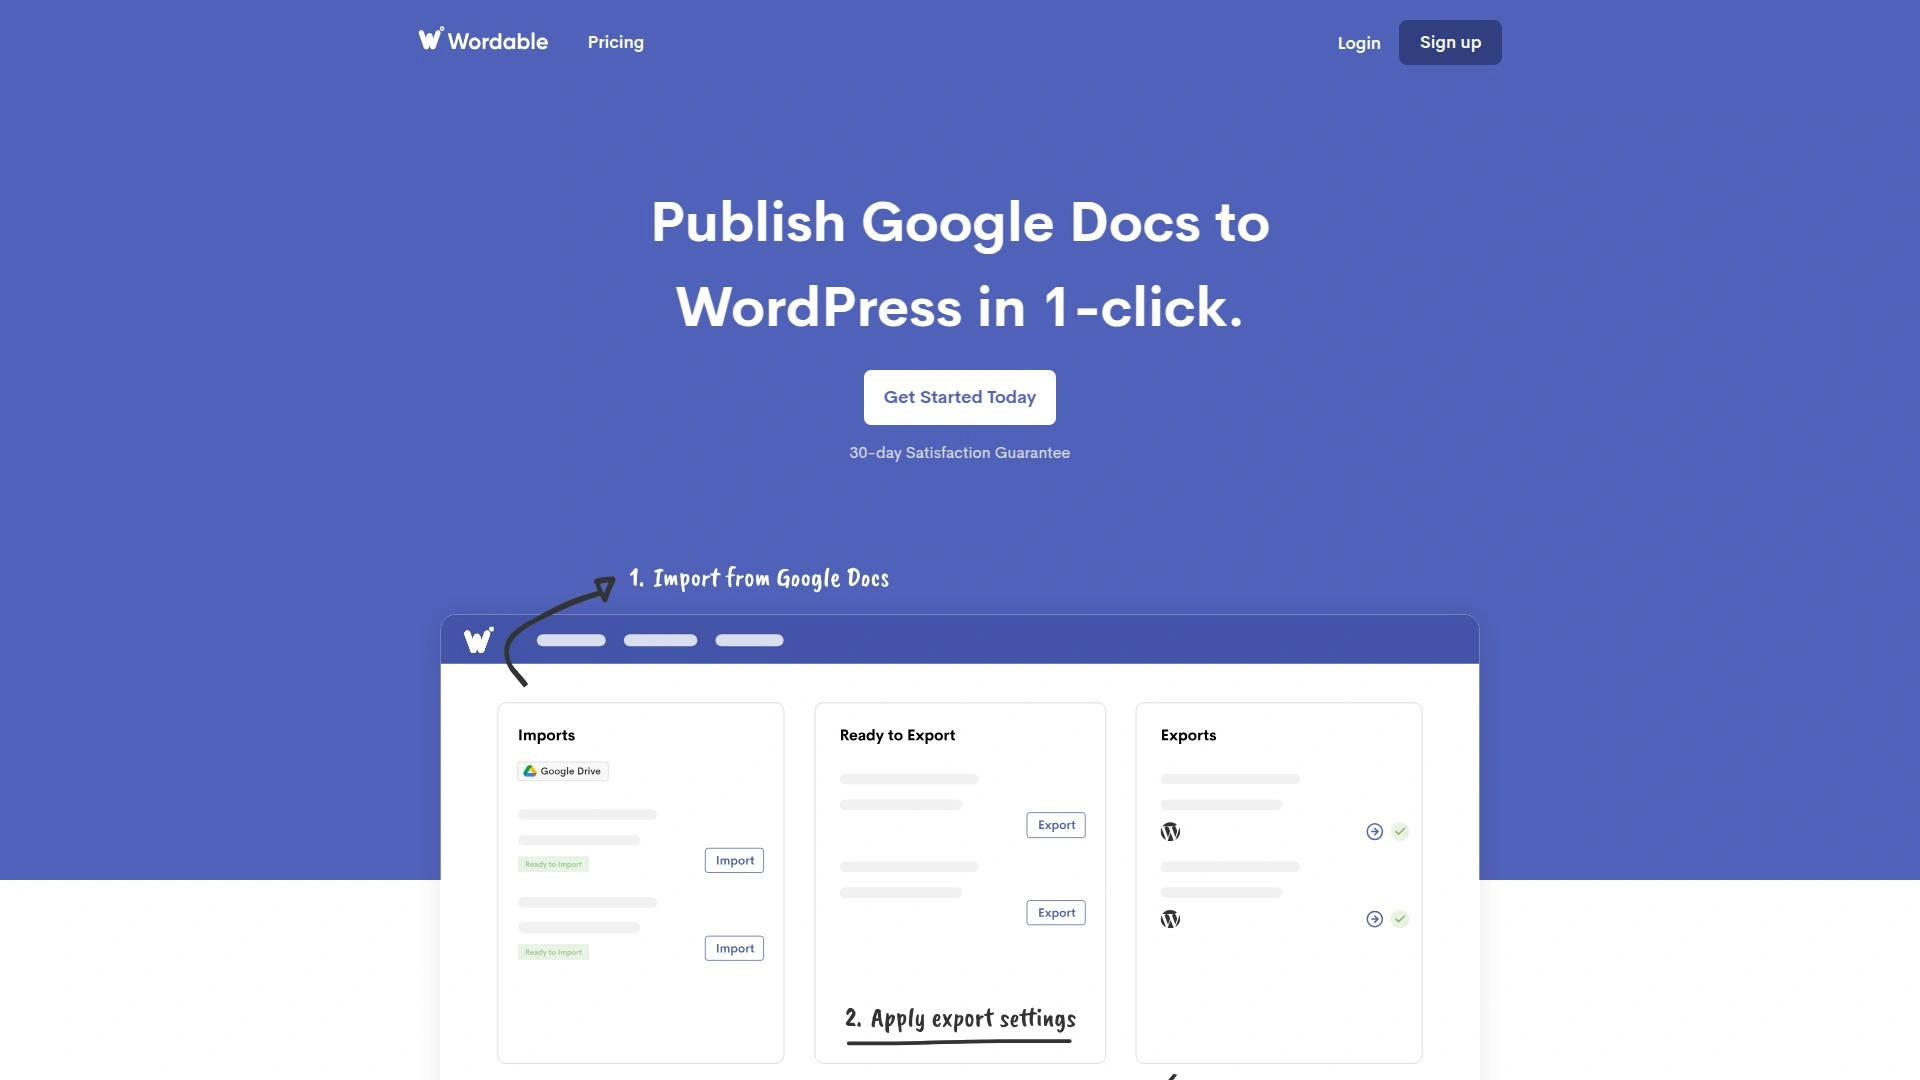 Wordable Pricing Login Sign up
Publish Google Docs to
WordPress in 1-click.
Get Started Today
30-day Satisfaction Guarantee
1. Import from Google Docs
Imports
Google Drive
Ready to Import
Import
Ready to Import
Import
Ready to Export
Export
Export
2. Apply export settings
Exports